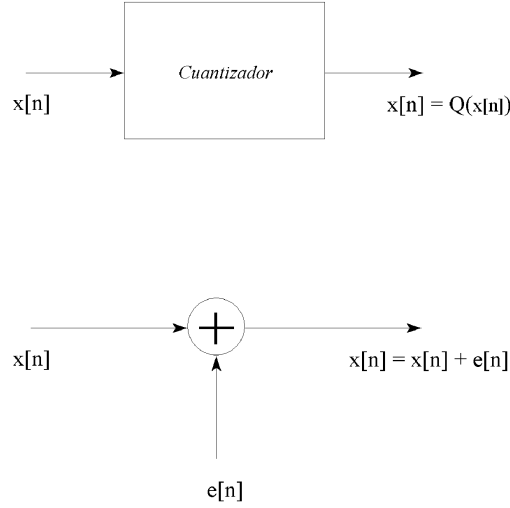 Cuantizador
x[n]
x[n] = Q(x[n])
x[n]
x[n] = x[n] + e[n]
e[n]